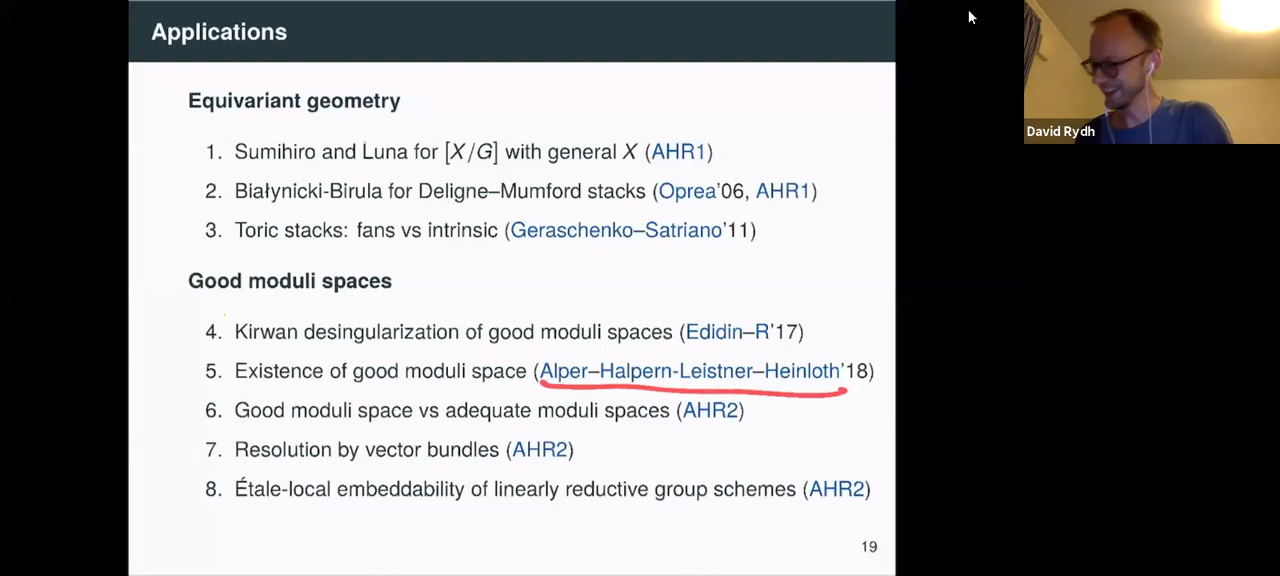 Applications
David Rydh
Equivariant geometry
1. Sumihiro and Luna for [X/G] with general X (AHR1)
2. Białynicki-Birula for Deligne–Mumford stacks (Oprea'06, AHR1)
3. Toric stacks: fans vs intrinsic (Geraschenko–Satriano'11)
Good moduli spaces
4. Kirwan desingularization of good moduli spaces (Edidin–R'17)
5. Existence of good moduli space (Alper–Halpern-Leistner–Heinloth'18)
6. Good moduli space vs adequate moduli spaces (AHR2)
7. Resolution by vector bundles (AHR2)
8. Étale-local embeddability of linearly reductive group schemes (AHR2)
19